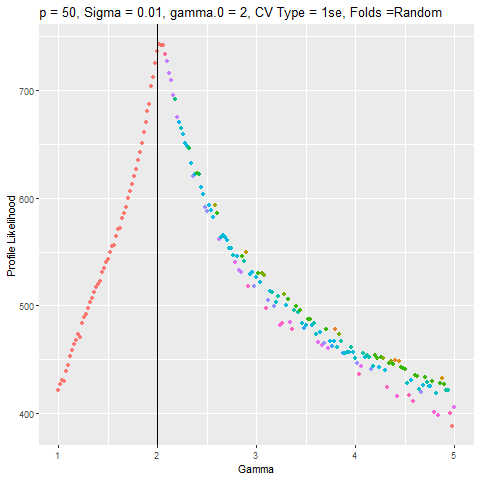 p = 50, Sigma = 0.01, gamma.0 = 2, CV Type = 1se, Folds =Random
Profile Likelihood
700
600
500
400
1 2 3 4 5
Gamma